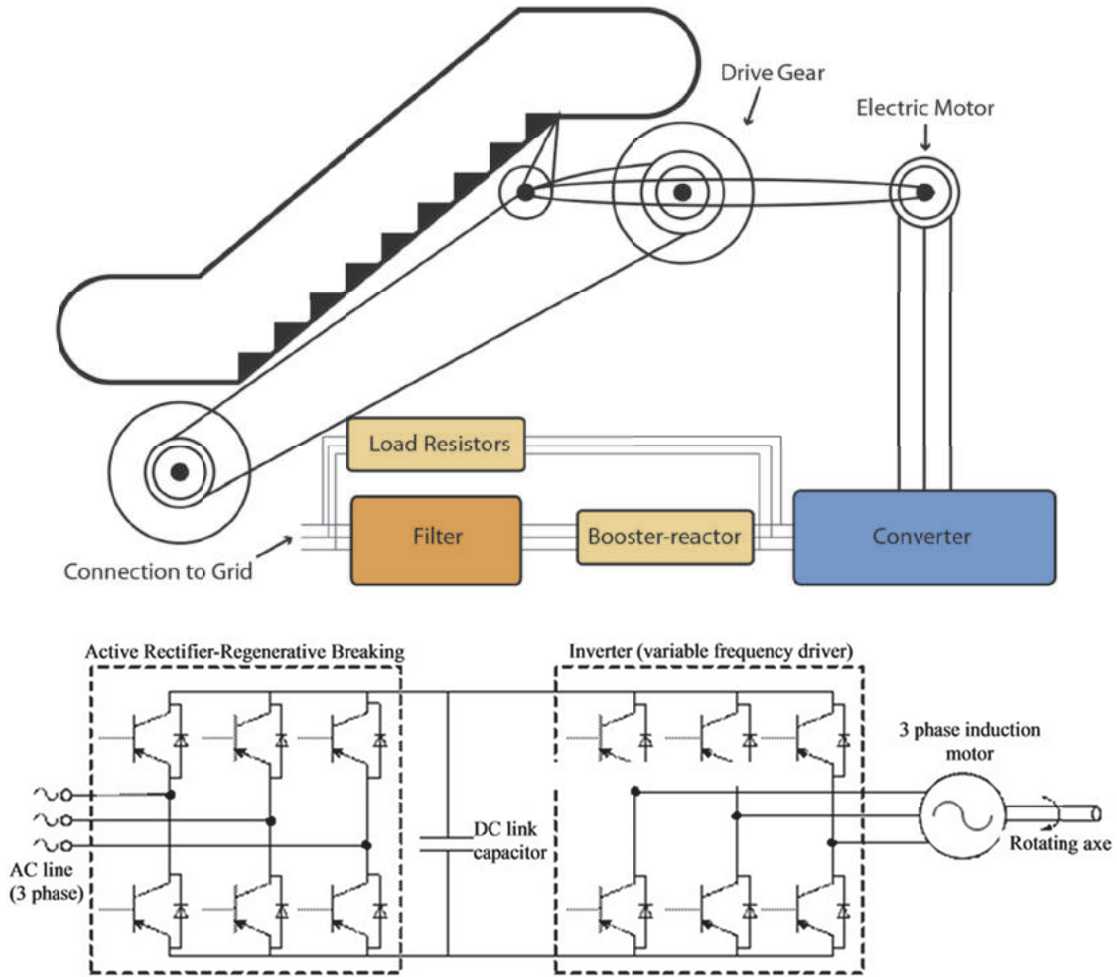 Drive Gear
Electric Motor
Load Resistors
Filter
Booster-reactor
Converter
Connection to Grid
Active Rectifier-Regenerative Breaking
Inverter (variable frequency driver)
3 phase induction
motor
DC link
capacitor
AC line
(3 phase)
Rotating axe